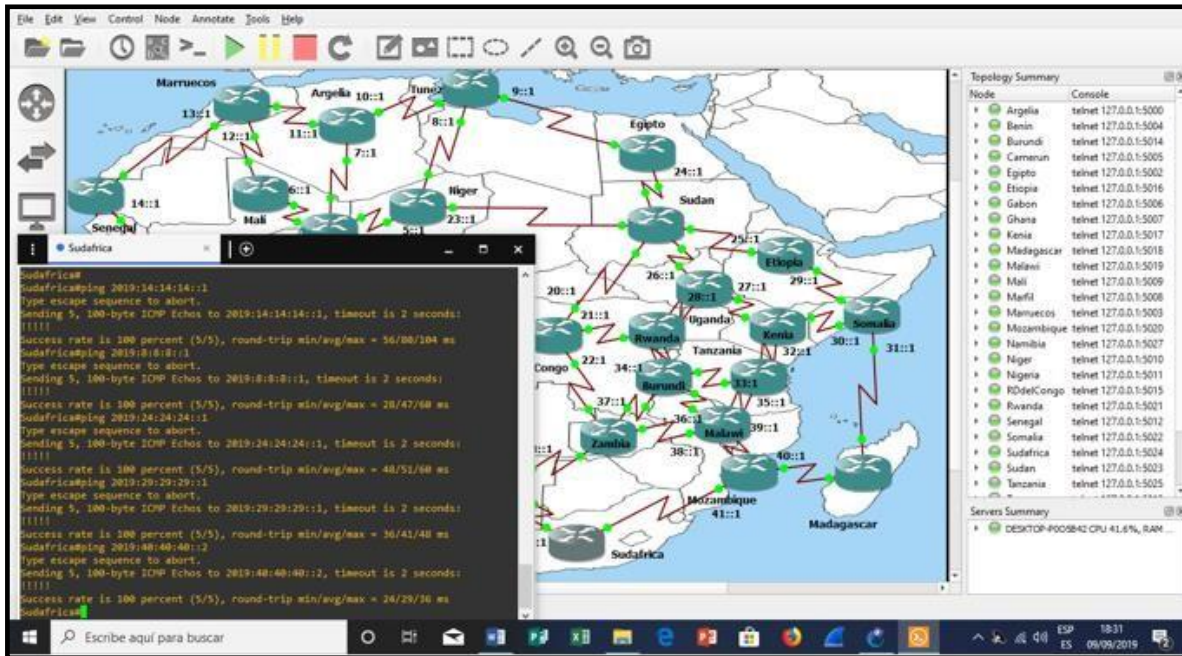 File Edit View Control Node Annotate Tools Help
Marruecos
Argelia 10::1
Tunez
9::1
13::1
8::1
Egipto
12::1
11::1
7::1
24::1
Niger
6::1
14::1
Sudan
Mali
23::1
Senegal
5::1
25::1
Etiopia
26::1
27::1
29::1
20::1
28::1
21::1
Uganda
Kenia
Somalia
Rwanda
30::1
31::1
Tanzania
32::1
Congo
22:1
34::1
Burundi
33:1
37::1
35::1
36::1
Zambia
Malawi
39::1
38::1
40::1
Mozambique
41::1
Madagascar
Sudafrica
Sudafrica
Sudafrica#
Sudafrica#ping 2019:14:14:14::1
Type escape sequence to abort.
Sending 5, 100-byte ICMP Echos to 2019:14:14:14::1, timeout is 2 seconds:
!!!!!
Success rate is 100 percent (5/5), round-trip min/avg/max = 56/80/104 ms
Sudafrica#ping 2019:8:8:8::1
Type escape sequence to abort.
Sending 5, 100-byte ICMP Echos to 2019:8:8:8::1, timeout is 2 seconds:
!!!!!
Success rate is 100 percent (5/5), round-trip min/avg/max = 28/47/60 ms
Sudafrica#ping 2019:24:24:24::1
Type escape sequence to abort.
Sending 5, 100-byte ICMP Echos to 2019:24:24:24::1, timeout is 2 seconds:
!!!!!
Success rate is 100 percent (5/5), round-trip min/avg/max = 48/51/60 ms
Sudafrica#ping 2019:29:29:29::1
Type escape sequence to abort.
Sending 5, 100-byte ICMP Echos to 2019:29:29:29::1, timeout is 2 seconds:
!!!!!
Success rate is 100 percent (5/5), round-trip min/avg/max = 36/41/48 ms
Sudafrica#ping 2019:40:40:40::2
Type escape sequence to abort.
Sending 5, 100-byte ICMP Echos to 2019:40:40:40::2, timeout is 2 seconds:
!!!!!
Success rate is 100 percent (5/5), round-trip min/avg/max = 24/29/36 ms
Sudafrica#
Topology Summary
Node Console
Argelia telnet 127.0.0.1:5000
Benin telnet 127.0.0.1:5004
Burundi telnet 127.0.0.1:5014
Camerun telnet 127.0.0.1:5005
Egipto telnet 127.0.0.1:5002
Etiopia telnet 127.0.0.1:5016
Gabon telnet 127.0.0.1:5006
Ghana telnet 127.0.0.1:5007
Kenia telnet 127.0.0.1:5017
Madagascar telnet 127.0.0.1:5018
Malawi telnet 127.0.0.1:5019
Mali telnet 127.0.0.1:5009
Marfil telnet 127.0.0.1:5008
Marruecos telnet 127.0.0.1:5003
Mozambique telnet 127.0.0.1:5020
Namibia telnet 127.0.0.1:5027
Niger telnet 127.0.0.1:5010
Nigeria telnet 127.0.0.1:5011
RDdelCongo telnet 127.0.0.1:5015
Rwanda telnet 127.0.0.1:5021
Senegal telnet 127.0.0.1:5012
Somalia telnet 127.0.0.1:5022
Sudafrica telnet 127.0.0.1:5024
Sudan telnet 127.0.0.1:5023
Tanzania telnet 127.0.0.1:5025
Servers Summary
DESKTOP-P0O5B42 CPU 41.6%, RAM ...
Escribe aquí para buscar
ESP 18:31
ES 09/09/2019